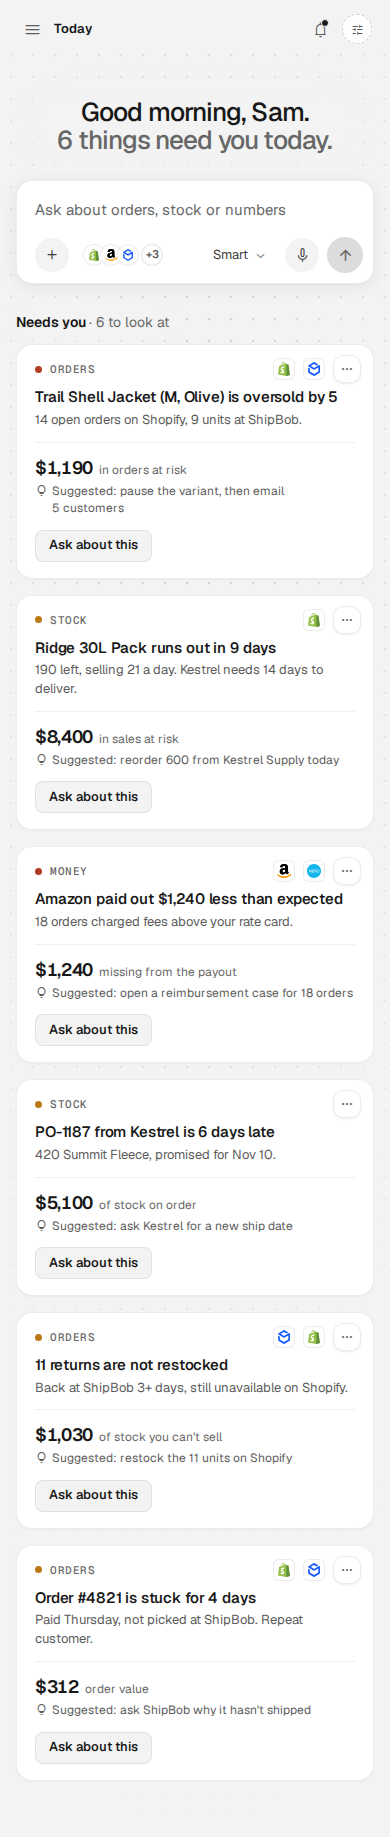 Today
Good morning, Sam.
6 things need you today.
Ask about orders, stock or numbers
+3
Smart
Needs you · 6 to look at
ORDERS
Trail Shell Jacket (M, Olive) is oversold by 5
14 open orders on Shopify, 9 units at ShipBob.
$1,190 in orders at risk
Suggested: pause the variant, then email
5 customers
Ask about this
STOCK
Ridge 30L Pack runs out in 9 days
190 left, selling 21 a day. Kestrel needs 14 days to
deliver.
$8,400 in sales at risk
Suggested: reorder 600 from Kestrel Supply today
Ask about this
MONEY
Amazon paid out $1,240 less than expected
18 orders charged fees above your rate card.
$1,240 missing from the payout
Suggested: open a reimbursement case for 18 orders
Ask about this
STOCK
PO-1187 from Kestrel is 6 days late
420 Summit Fleece, promised for Nov 10.
$5,100 of stock on order
Suggested: ask Kestrel for a new ship date
Ask about this
ORDERS
11 returns are not restocked
Back at ShipBob 3+ days, still unavailable on Shopify.
$1,030 of stock you can't sell
Suggested: restock the 11 units on Shopify
Ask about this
ORDERS
Order #4821 is stuck for 4 days
Paid Thursday, not picked at ShipBob. Repeat
customer.
$312 order value
Suggested: ask ShipBob why it hasn't shipped
Ask about this